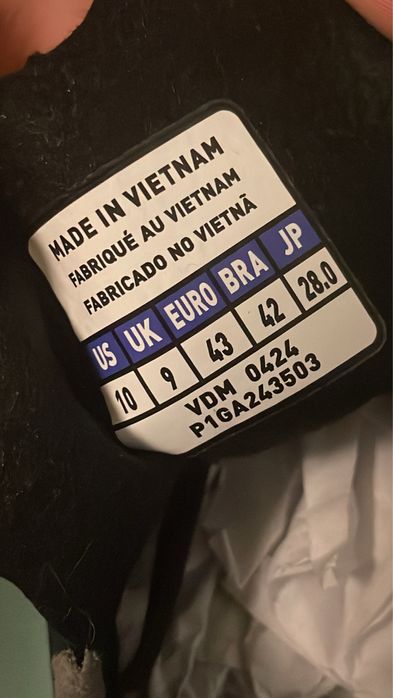 MADE IN VIETNAM
FABRIQUÉ AU VIETNAM
FABRICADO NO VIETNÃ
US UK EURO BRA JP
10 9 43 42 28.0
VDM 0424
P1GA243503